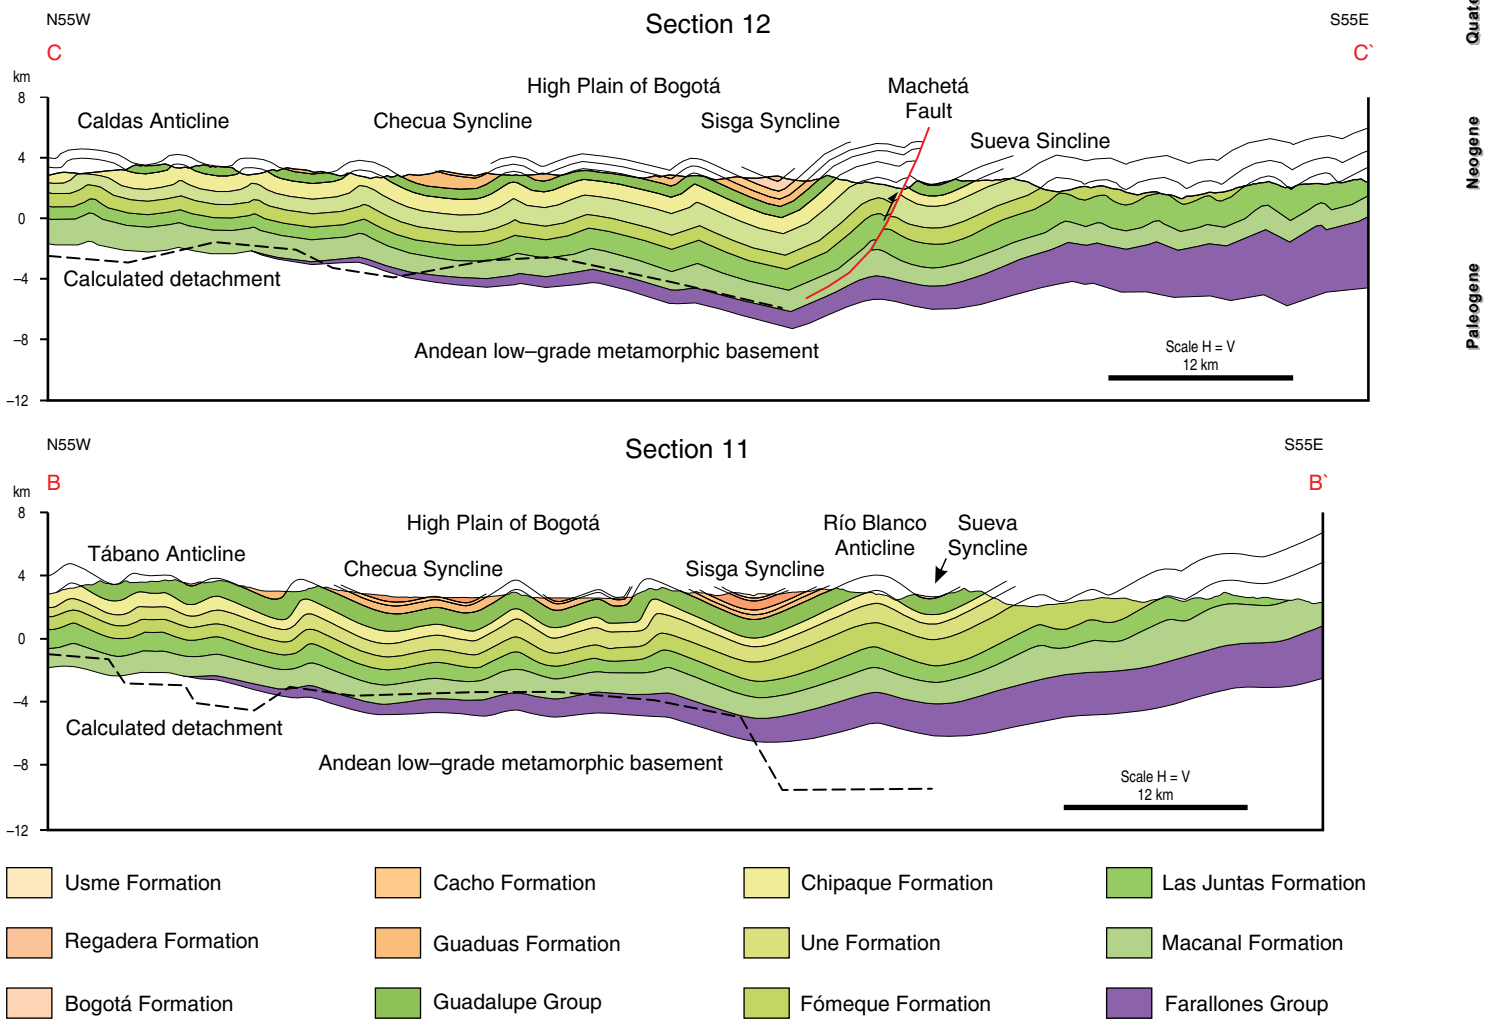 N55W
Section 12
S55E
C
C`
km
High Plain of Bogotá
Machetá
Fault
Caldas Anticline
Checua Syncline
Sisga Syncline
Sueva Sincline
8
4
0
−4
−8
−12
Calculated detachment
Andean low–grade metamorphic basement
Scale H = V
12 km
Neogene
Paleogene
N55W
Section 11
S55E
B
B`
km
High Plain of Bogotá
Río Blanco
Anticline
Sueva
Syncline
Tábano Anticline
Checua Syncline
Sisga Syncline
8
4
0
−4
−8
−12
Calculated detachment
Andean low–grade metamorphic basement
Scale H = V
12 km
Usme Formation
Cacho Formation
Chipaque Formation
Las Juntas Formation
Regadera Formation
Guaduas Formation
Une Formation
Macanal Formation
Bogotá Formation
Guadalupe Group
Fómeque Formation
Farallones Group